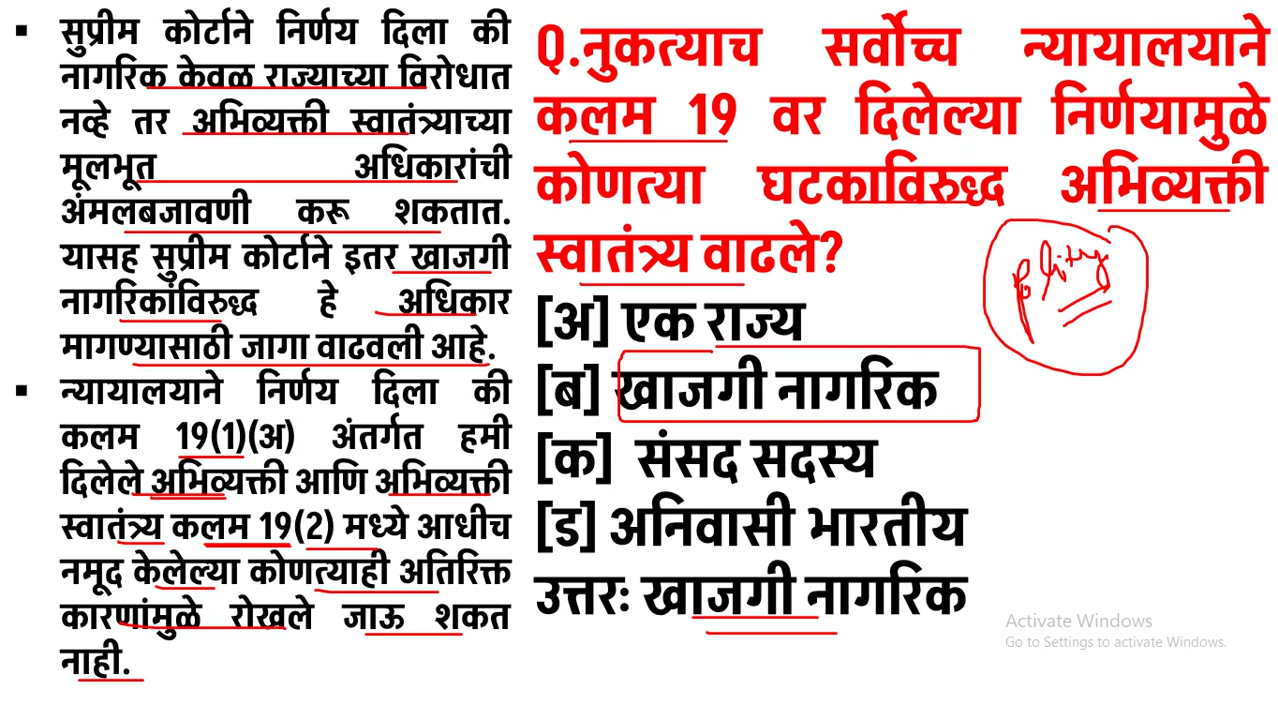 ▪ सुप्रीम कोर्टाने निर्णय दिला की
नागरिक केवळ राज्याच्या विरोधात
नव्हे तर अभिव्यक्ती स्वातंत्र्याच्या
मूलभूत अधिकारांची
अंमलबजावणी करू शकतात.
यासह सुप्रीम कोर्टाने इतर खाजगी
नागरिकांविरुद्ध हे अधिकार
मागण्यासाठी जागा वाढवली आहे.
▪ न्यायालयाने निर्णय दिला की
कलम 19(1)(अ) अंतर्गत हमी
दिलेले अभिव्यक्ती आणि अभिव्यक्ती
स्वातंत्र्य कलम 19(2) मध्ये आधीच
नमूद केलेल्या कोणत्याही अतिरिक्त
कारणांमुळे रोखले जाऊ शकत
नाही.
Q.नुकत्याच सर्वोच्च न्यायालयाने
कलम 19 वर दिलेल्या निर्णयामुळे
कोणत्या घटकाविरुद्ध अभिव्यक्ती
स्वातंत्र्य वाढले?
[अ] एक राज्य
[ब] खाजगी नागरिक
[क] संसद सदस्य
[ड] अनिवासी भारतीय
उत्तरः खाजगी नागरिक
Polity
Activate Windows
Go to Settings to activate Windows.